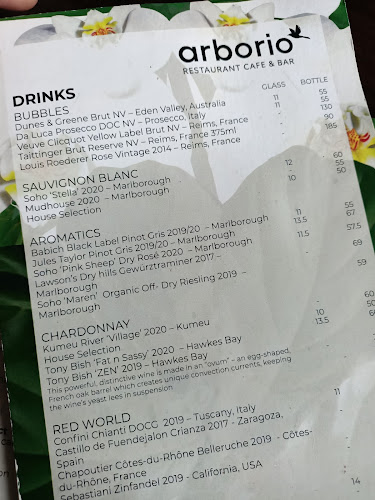 arborio
RESTAURANT CAFE & BAR
DRINKS
GLASS BOTTLE
BUBBLES
Dunes & Greene Brut NV – Eden Valley, Australia 11 55
Da Luca Prosecco DOC NV – Prosecco, Italy 11 55
Veuve Clicquot Yellow Label Brut NV – Reims, France - 130
Taittinger Brut Reserve NV – Reims, France 375ml - 90
Louis Roederer Rose Vintage 2014 – Reims, France - 185
SAUVIGNON BLANC
Soho 'Stella' 2020 – Marlborough - 60
Mudhouse 2020 – Marlborough 12 55
House Selection 10 50
AROMATICS
Babich Black Label Pinot Gris 2019/20 – Marlborough
Jules Taylor Pinot Gris 2019/20 – Marlborough 11 55
Soho 'Pink Sheep' Dry Rosé 2020 – Marlborough 13.5 67
Lawson's Dry hills Gewürztraminer 2017 – 11.5 57.5
Marlborough - 69
Soho 'Maren' Organic Off- Dry Riesling 2019 –
Marlborough - 59
CHARDONNAY
Kumeu River 'Village' 2020 – Kumeu
House Selection - 60
Tony Bish 'Fat n Sassy' 2020 – Hawkes Bay 10 50
Tony Bish 'ZEN' 2019 – Hawkes Bay 13.5
This powerful, distinctive wine is made in an "ovum" – an egg-shaped,
French oak barrel which creates unique convection currents, keeping
the wine's yeast lees in suspension
RED WORLD
Confini Chianti DOCG 2019 – Tuscany, Italy
Castillo de Fuendejalon Crianza 2017 - Zaragoza, 11
Spain
Chapoutier Côtes-du-Rhône Belleruche 2019 - Côtes-
du-Rhône, France
Sebastiani Zinfandel 2019 - California, USA
14